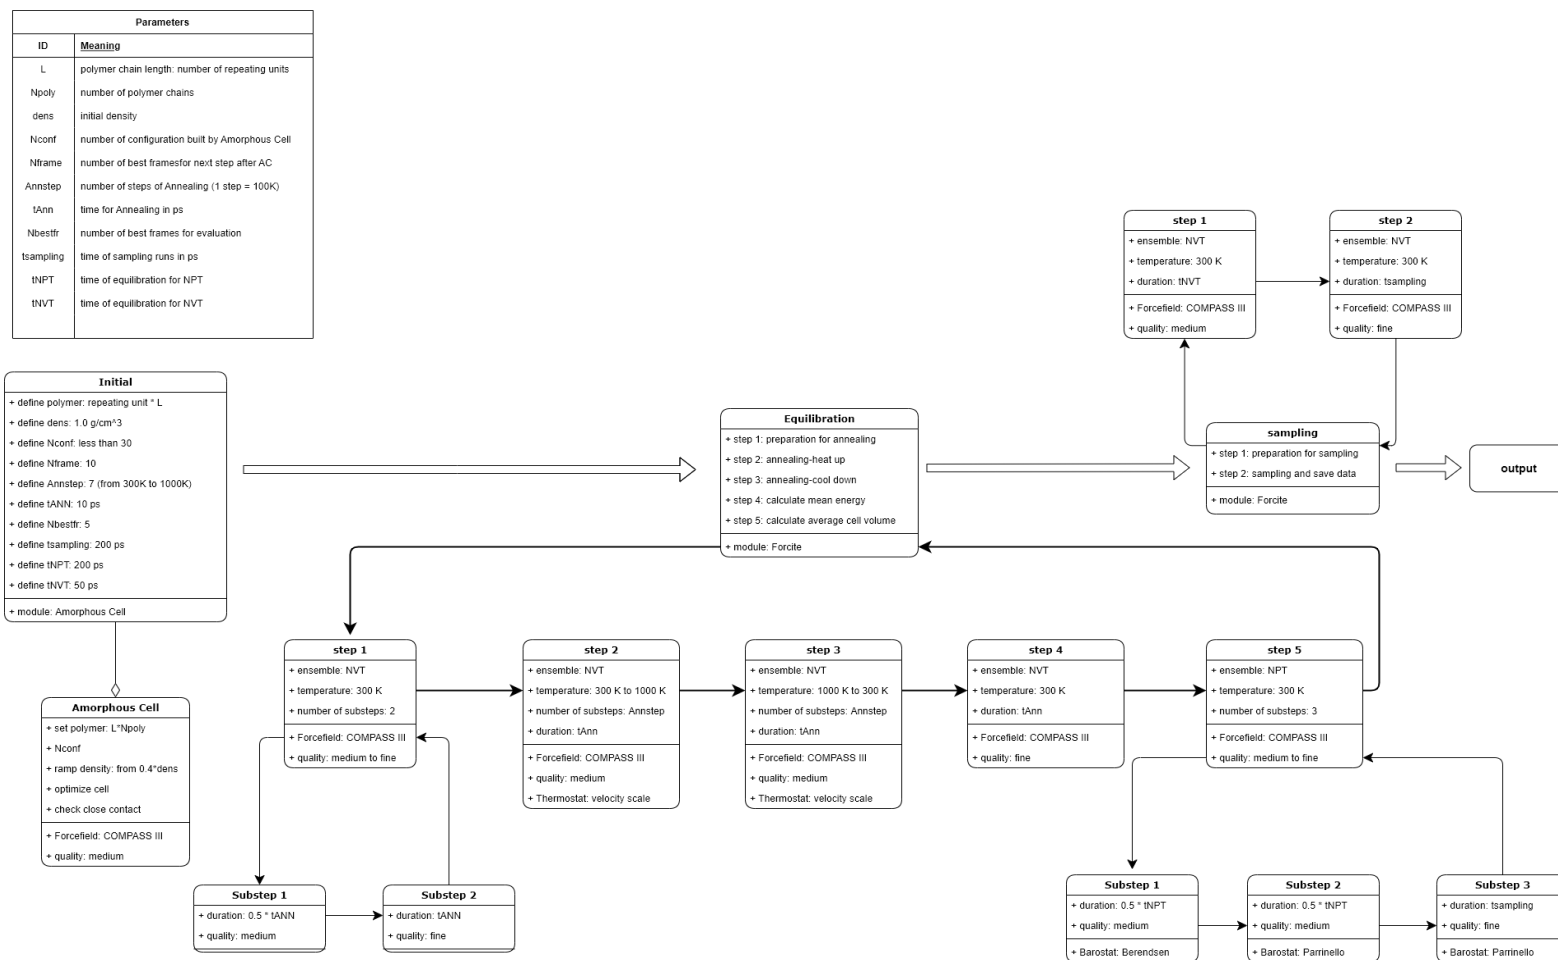 Parameters
ID Meaning
L polymer chain length: number of repeating units
Npoly number of polymer chains
dens initial density
Nconf number of configuration built by Amorphous Cell
Nframe number of best framesfor next step after AC
Annstep number of steps of Annealing (1 step = 100K)
tAnn time for Annealing in ps
Nbestfr number of best frames for evaluation
tsampling time of sampling runs in ps
tNPT time of equilibration for NPT
tNVT time of equilibration for NVT
step 1
+ ensemble: NVT
+ temperature: 300 K
+ duration: tNVT
+ Forcefield: COMPASS III
+ quality: medium
step 2
+ ensemble: NVT
+ temperature: 300 K
+ duration: tsampling
+ Forcefield: COMPASS III
+ quality: fine
Initial
+ define polymer: repeating unit * L
+ define dens: 1.0 g/cm^3
+ define Nconf: less than 30
+ define Nframe: 10
+ define Annstep: 7 (from 300K to 1000K)
+ define tANN: 10 ps
+ define Nbestfr: 5
+ define tsampling: 200 ps
+ define tNPT: 200 ps
+ define tNVT: 50 ps
+ module: Amorphous Cell
Equilibration
+ step 1: preparation for annealing
+ step 2: annealing-heat up
+ step 3: annealing-cool down
+ step 4: calculate mean energy
+ step 5: calculate average cell volume
+ module: Forcite
sampling
+ step 1: preparation for sampling
+ step 2: sampling and save data
+ module: Forcite
output
Amorphous Cell
+ set polymer: L*Npoly
+ Nconf
+ ramp density: from 0.4*dens
+ optimize cell
+ check close contact
+ Forcefield: COMPASS III
+ quality: medium
step 1
+ ensemble: NVT
+ temperature: 300 K
+ number of substeps: 2
+ Forcefield: COMPASS III
+ quality: medium to fine
step 2
+ ensemble: NVT
+ temperature: 300 K to 1000 K
+ number of substeps: Annstep
+ duration: tAnn
+ Forcefield: COMPASS III
+ quality: medium
+ Thermostat: velocity scale
step 3
+ ensemble: NVT
+ temperature: 1000 K to 300 K
+ number of substeps: Annstep
+ duration: tAnn
+ Forcefield: COMPASS III
+ quality: medium
+ Thermostat: velocity scale
step 4
+ ensemble: NVT
+ temperature: 300 K
+ duration: tAnn
+ Forcefield: COMPASS III
+ quality: fine
step 5
+ ensemble: NPT
+ temperature: 300 K
+ number of substeps: 3
+ Forcefield: COMPASS III
+ quality: medium to fine
Substep 1
+ duration: 0.5 * tANN
+ quality: medium
Substep 2
+ duration: tANN
+ quality: fine
Substep 1
+ duration: 0.5 * tNPT
+ quality: medium
+ Barostat: Berendsen
Substep 2
+ duration: 0.5 * tNPT
+ quality: medium
+ Barostat: Parrinello
Substep 3
+ duration: tsampling
+ quality: fine
+ Barostat: Parrinello